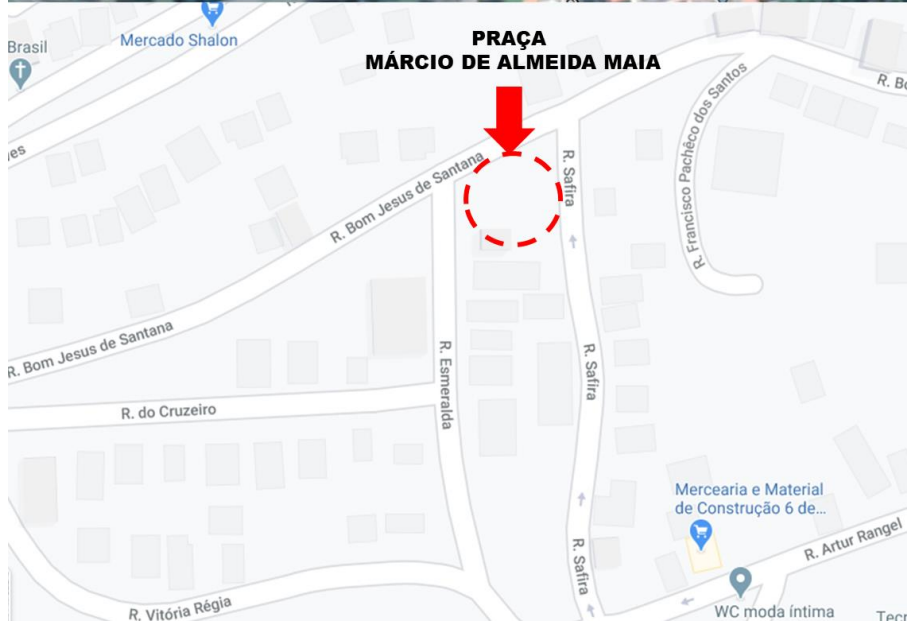 Brasil
Mercado Shalon
PRAÇA
MÁRCIO DE ALMEIDA MAIA
R. Bo
es
R. Bom Jesus de Santana
R. Safira
R. Francisco Pachêco dos Santos
R. Bom Jesus de Santana
R. Esmeralda
R. Safira
R. do Cruzeiro
Mercearia e Material
de Construção 6 de...
R. Artur Rangel
R. Safira
R. Vitória Régia
WC moda íntima
Tecr